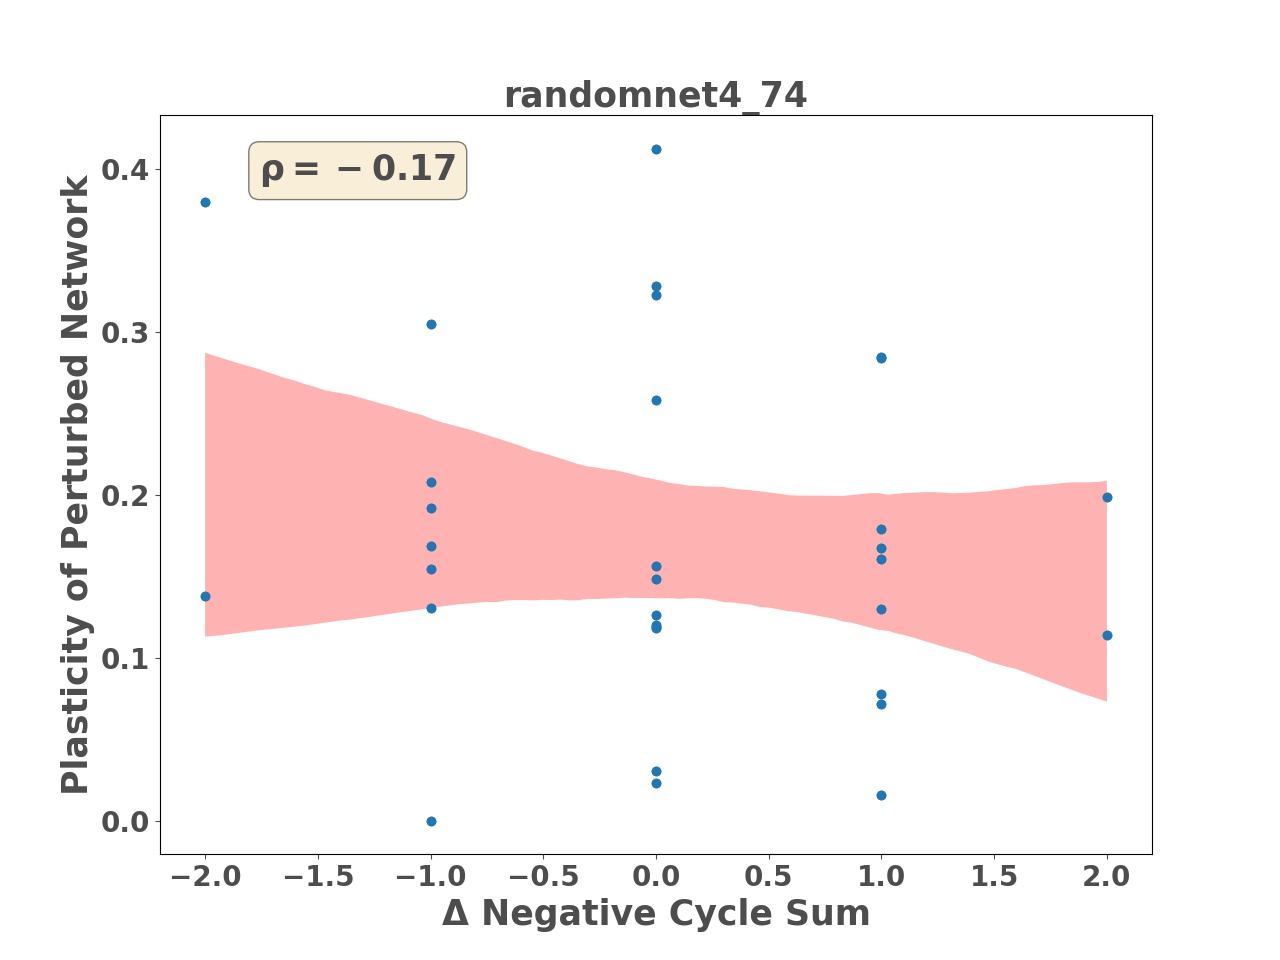 randomnet4_74
ρ = − 0.17
Plasticity of Perturbed Network
0.4
0.3
0.2
0.1
0.0
−2.0 −1.5 −1.0 −0.5 0.0 0.5 1.0 1.5 2.0
Δ Negative Cycle Sum